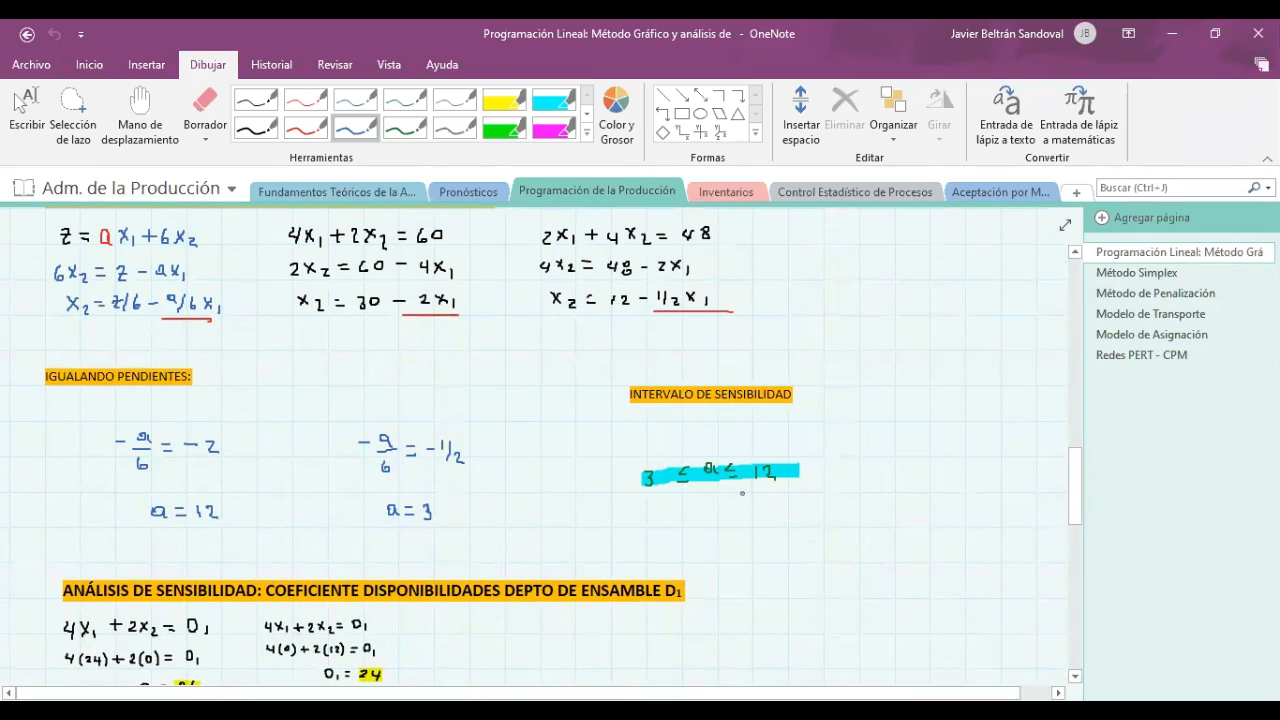 Programación Lineal: Método Gráfico y análisis de - OneNote
Javier Beltrán Sandoval
JB
Archivo
Inicio
Insertar
Dibujar
Historial
Revisar
Vista
Ayuda
Escribir
Selección de lazo
Mano de desplazamiento
Borrador
Color y Grosor
Insertar espacio
Eliminar
Organizar
Girar
Entrada de lápiz a texto
Entrada de lápiz a matemáticas
Herramientas
Formas
Editar
Convertir
Adm. de la Producción
Fundamentos Teóricos de la A...
Pronósticos
Programación de la Producción
Inventarios
Control Estadístico de Procesos
Aceptación por M...
Buscar (Ctrl+J)
Agregar página
Programación Lineal: Método Grá
Método Simplex
Método de Penalización
Modelo de Transporte
Modelo de Asignación
Redes PERT - CPM
z = a x₁ + 6x₂
6x₂ = z - ax₁
x₂ = z/6 - a/6 x₁
4x₁ + 2x₂ = 60
2x₂ = 60 - 4x₁
x₂ = 30 - 2x₁
2x₁ + 4x₂ = 48
4x₂ = 48 - 2x₁
x₂ = 12 - 1/2 x₁
IGUALANDO PENDIENTES:
- a/6 = - 2
a = 12
- a/6 = - 1/2
a = 3
INTERVALO DE SENSIBILIDAD
3 ≤ a ≤ 12
ANÁLISIS DE SENSIBILIDAD: COEFICIENTE DISPONIBILIDADES DEPTO DE ENSAMBLE D₁
4x₁ + 2x₂ = D₁
4(24) + 2(0) = D₁
4x₁ + 2x₂ = D₁
4(0) + 2(12) = D₁
D₁ = 24